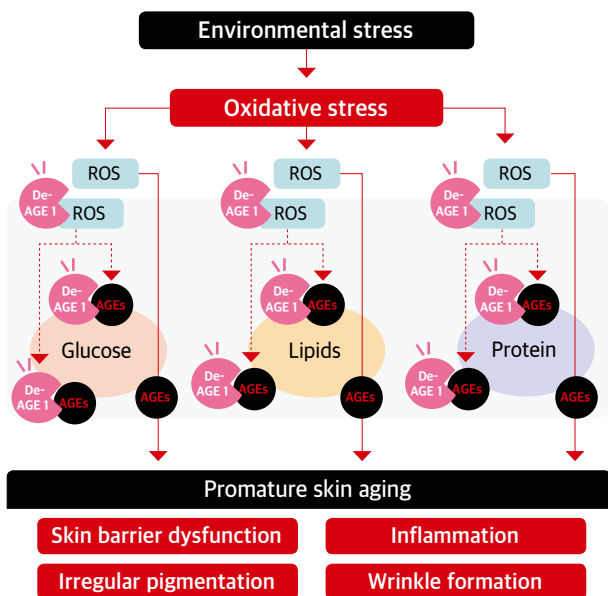 Environmental stress
Oxidative stress
ROS
ROS
ROS
De-
AGE 1
ROS
De-
AGE 1
ROS
De-
AGE 1
ROS
De-
AGE 1
AGEs
De-
AGE 1
AGEs
De-
AGE 1
AGEs
Glucose
Lipids
Protein
De-
AGE 1
AGEs
AGEs
De-
AGE 1
AGEs
AGEs
De-
AGE 1
AGEs
AGEs
Promature skin aging
Skin barrier dysfunction
Inflammation
Irregular pigmentation
Wrinkle formation